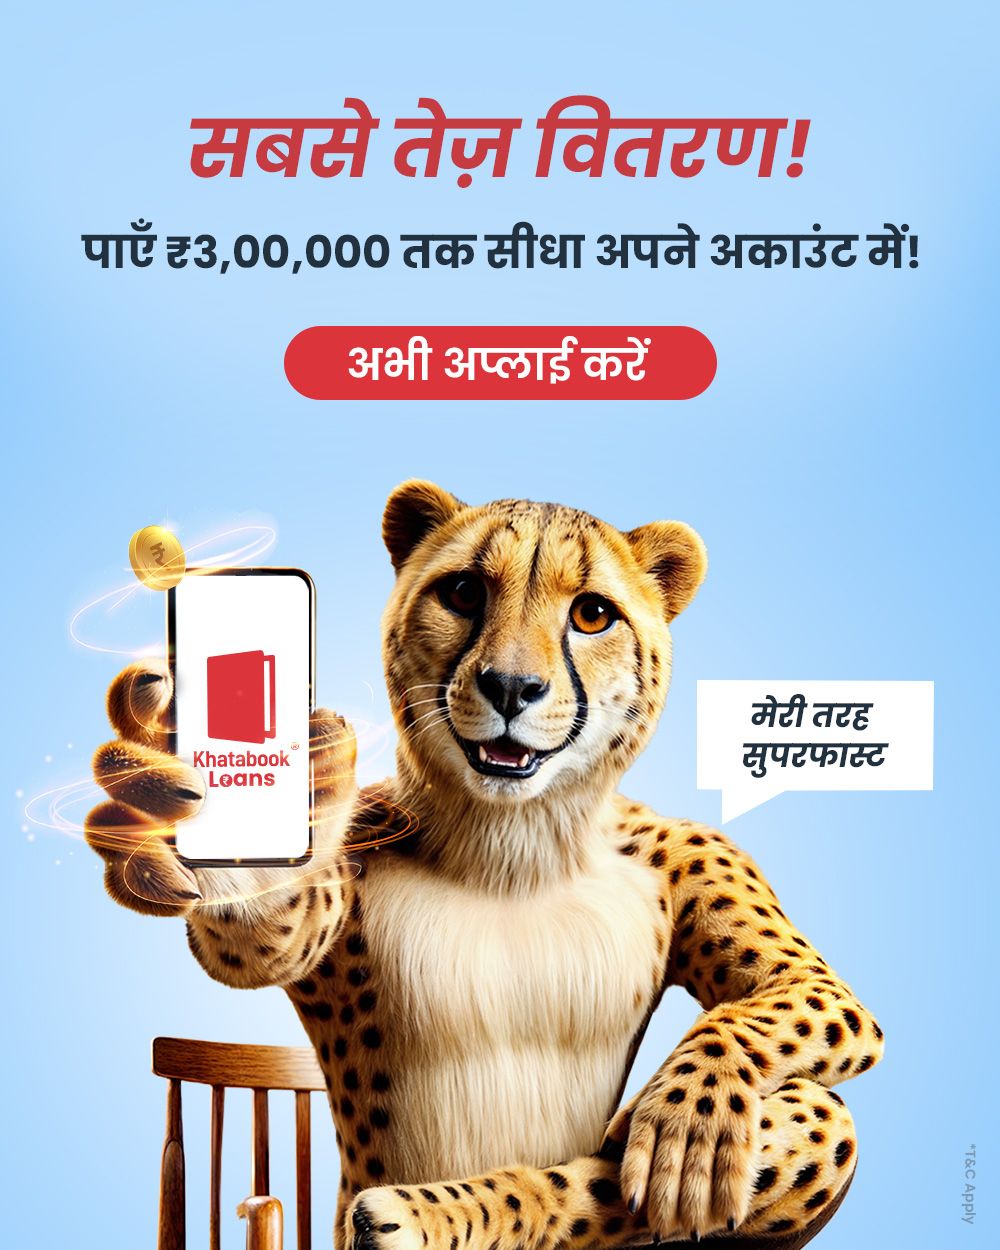 सबसे तेज़ वितरण!
पाएँ ₹3,00,000 तक सीधा अपने अकाउंट में!
अभी अप्लाई करें
₹
Khatabook
Loans
मेरी तरह
सुपरफास्ट
*T&C Apply